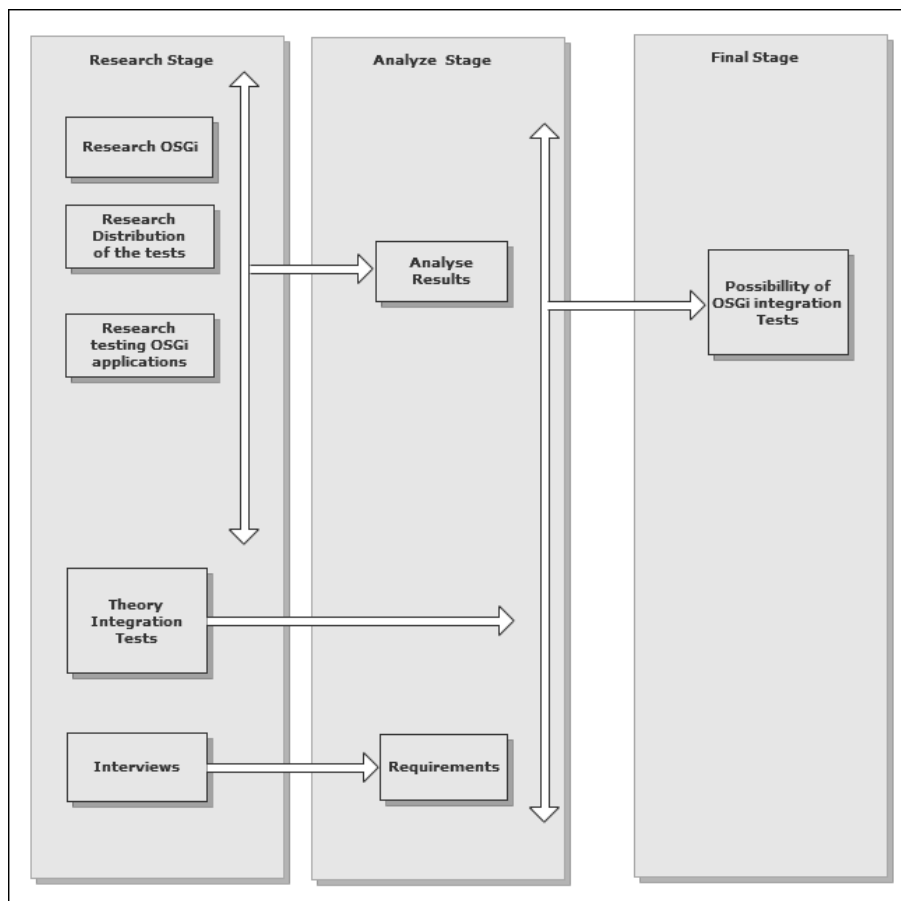 Research Stage
Research OSGi
Research
Distribution
of the tests
Research
testing OSGi
applications
Theory
Integration
Tests
Interviews
Analyze Stage
Analyse
Results
Requirements
Final Stage
Possibillity of
OSGi integration
Tests